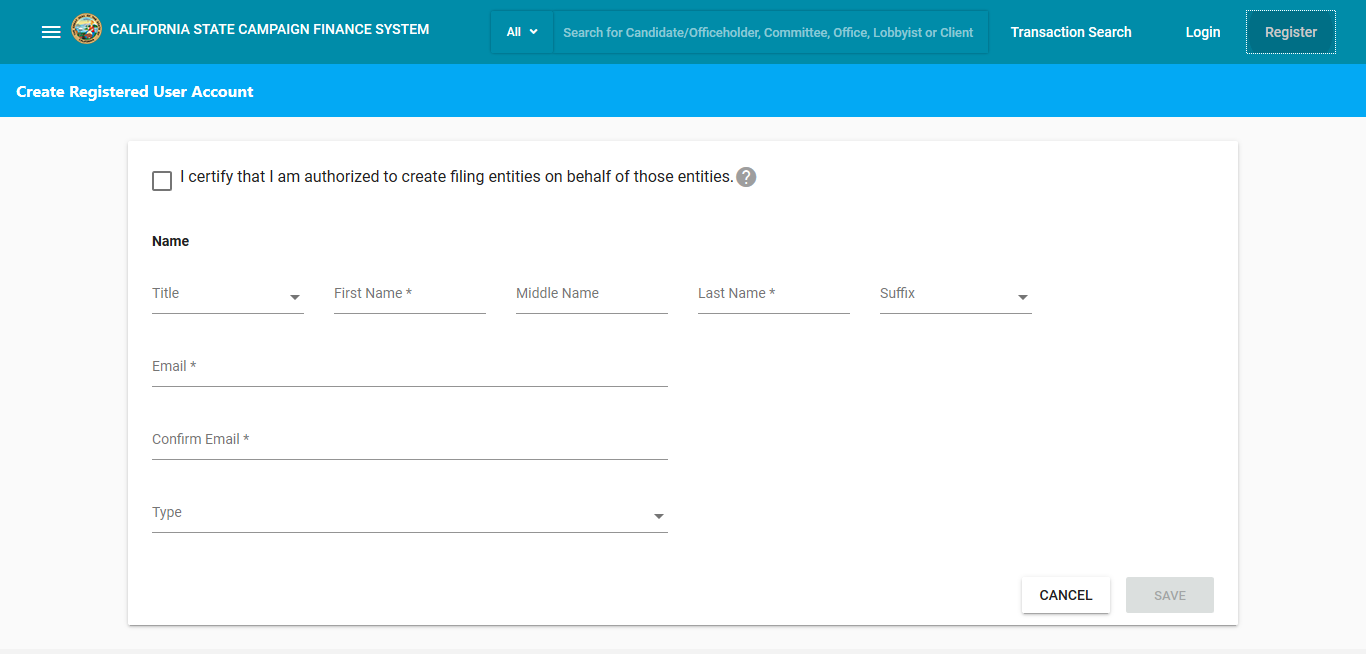 CALIFORNIA STATE CAMPAIGN FINANCE SYSTEM
All
Search for Candidate/Officeholder, Committee, Office, Lobbyist or Client
Transaction Search
Login
Register
Create Registered User Account
I certify that I am authorized to create filing entities on behalf of those entities. ?
Name
Title
First Name *
Middle Name
Last Name *
Suffix
Email *
Confirm Email *
Type
CANCEL
SAVE